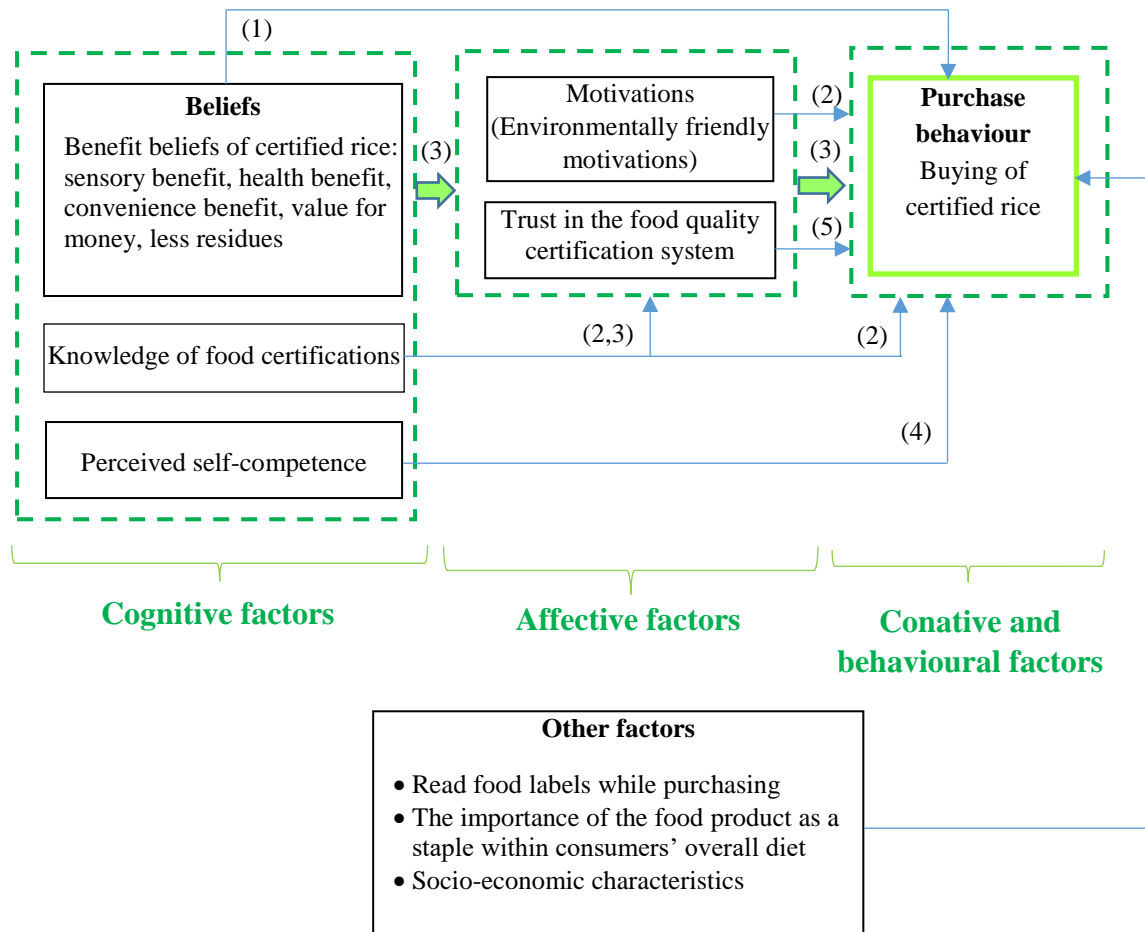 (1)
Beliefs
Benefit beliefs of certified rice:
sensory benefit, health benefit,
convenience benefit, value for
money, less residues
Knowledge of food certifications
Perceived self-competence
(3)
Motivations
(Environmentally friendly
motivations)
Trust in the food quality
certification system
(2)
(3)
(5)
(2,3)
(2)
(4)
Purchase
behaviour
Buying of
certified rice
Cognitive factors
Affective factors
Conative and
behavioural factors
Other factors
• Read food labels while purchasing
• The importance of the food product as a
staple within consumers’ overall diet
• Socio-economic characteristics